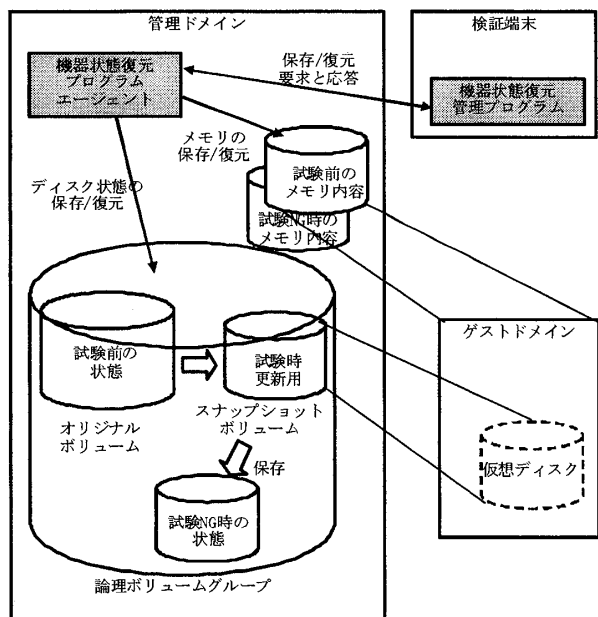 管理ドメイン
機器状態復元
プログラム
エージェント
保存/復元
要求と応答
検証端末
機器状態復元
管理プログラム
メモリの
保存/復元
試験前の
メモリ内容
試験NG時の
メモリ内容
ディスク状態の
保存/復元
試験前の
状態
オリジナル
ボリューム
試験時
更新用
スナップショット
ボリューム
保存
試験NG時の
状態
論理ボリュームグループ
ゲストドメイン
仮想ディスク